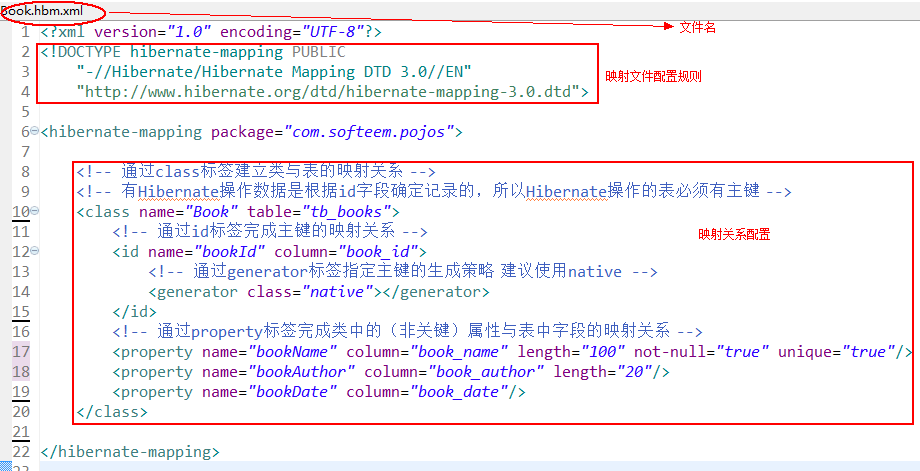 Book.hbm.xml
文件名
1 <?xml version="1.0" encoding="UTF-8"?>
2 <!DOCTYPE hibernate-mapping PUBLIC
3 "-//Hibernate/Hibernate Mapping DTD 3.0//EN"
映射文件配置规则
4 "http://www.hibernate.org/dtd/hibernate-mapping-3.0.dtd">
5
6 <hibernate-mapping package="com.softeem.pojos">
7
8 <!-- 通过class标签建立类与表的映射关系 -->
9 <!-- 有Hibernate操作数据是根据id字段确定记录的，所以Hibernate操作的表必须有主键 -->
10 <class name="Book" table="tb_books">
11 <!-- 通过id标签完成主键的映射关系 -->
映射关系配置
12 <id name="bookId" column="book_id">
13 <!-- 通过generator标签指定主键的生成策略 建议使用native -->
14 <generator class="native"></generator>
15 </id>
16 <!-- 通过property标签完成类中的（非关键）属性与表中字段的映射关系 -->
17 <property name="bookName" column="book_name" length="100" not-null="true" unique="true"/>
18 <property name="bookAuthor" column="book_author" length="20"/>
19 <property name="bookDate" column="book_date"/>
20 </class>
21
22 </hibernate-mapping>
23